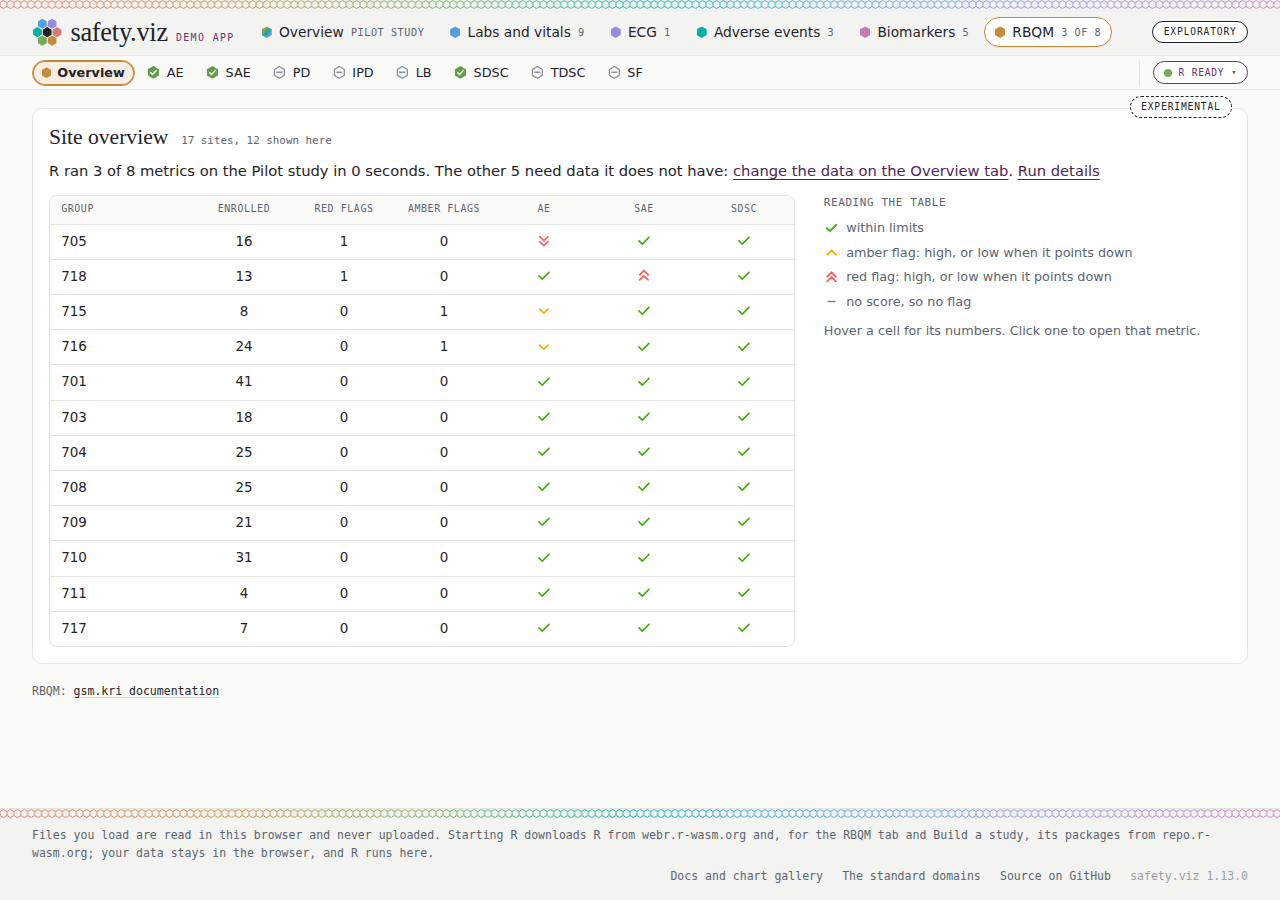 safety.viz DEMO APP Overview PILOT STUDY Labs and vitals 9 ECG 1 Adverse events 3 Biomarkers 5 RBQM 3 OF 8 EXPLORATORY
Overview AE SAE PD IPD LB SDSC TDSC SF R READY ▾
EXPERIMENTAL
Site overview 17 sites, 12 shown here
R ran 3 of 8 metrics on the Pilot study in 0 seconds. The other 5 need data it does not have: change the data on the Overview tab. Run details
GROUP ENROLLED RED FLAGS AMBER FLAGS AE SAE SDSC
705 16 1 0
718 13 1 0
715 8 0 1
716 24 0 1
701 41 0 0
703 18 0 0
704 25 0 0
708 25 0 0
709 21 0 0
710 31 0 0
711 4 0 0
717 7 0 0
READING THE TABLE
within limits
amber flag: high, or low when it points down
red flag: high, or low when it points down
no score, so no flag
Hover a cell for its numbers. Click one to open that metric.
RBQM: gsm.kri documentation
Files you load are read in this browser and never uploaded. Starting R downloads R from webr.r-wasm.org and, for the RBQM tab and Build a study, its packages from repo.r-
wasm.org; your data stays in the browser, and R runs here.
Docs and chart gallery The standard domains Source on GitHub safety.viz 1.13.0